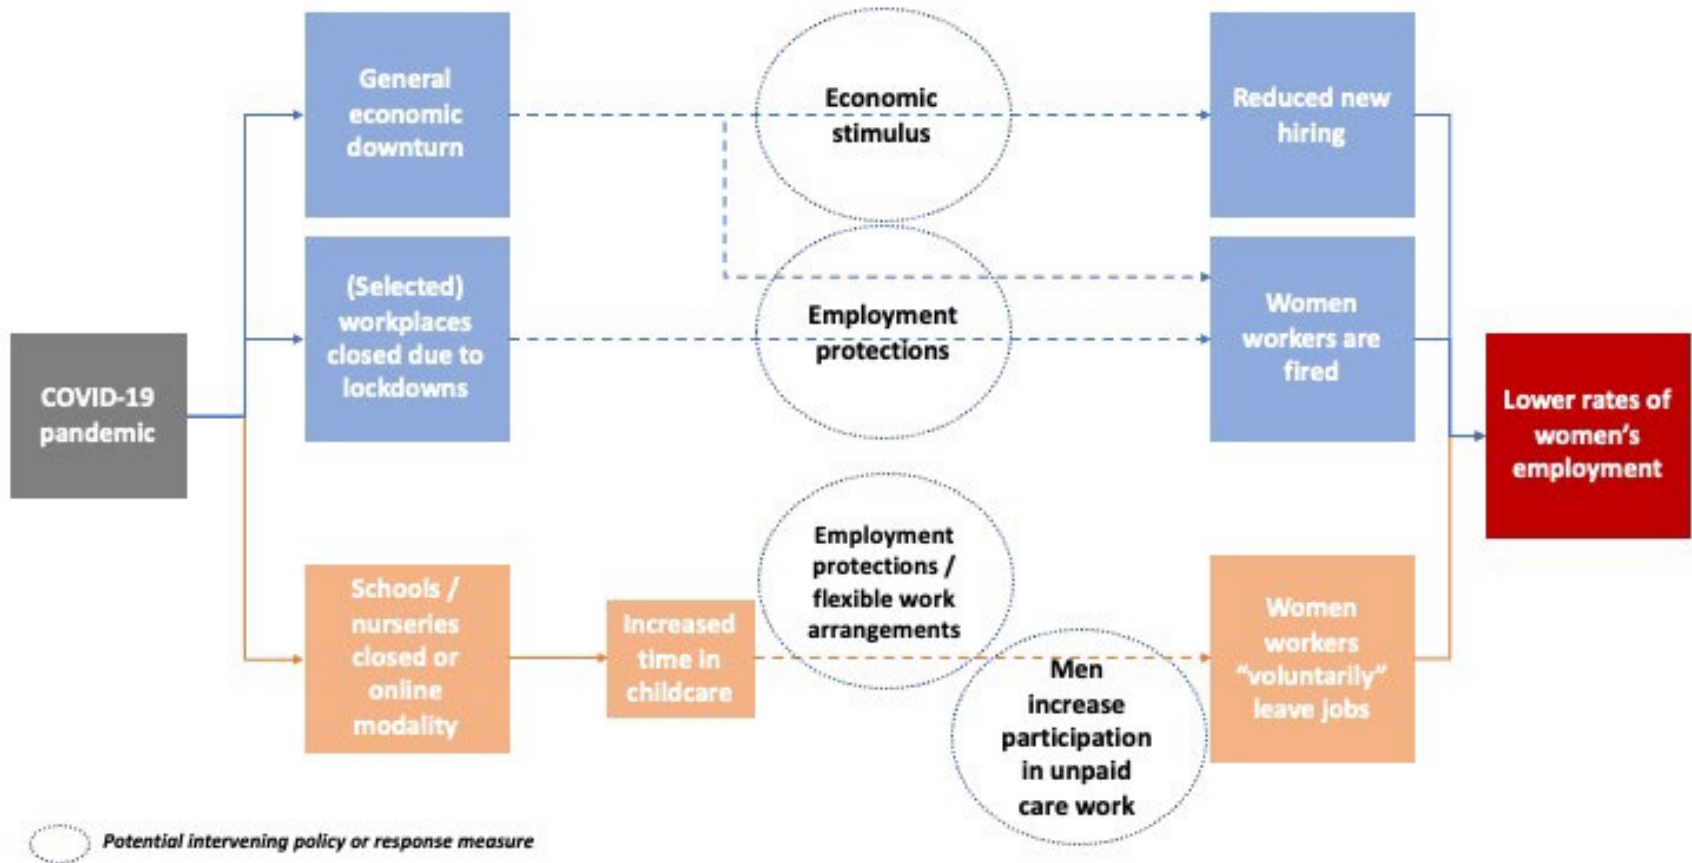 General
economic
downturn
Economic
stimulus
Reduced new
hiring
(Selected)
workplaces
closed due to
lockdowns
Employment
protections
Women
workers are
fired
COVID-19
pandemic
Lower rates of
women's
employment
Schools /
nurseries
closed or
online
modality
Increased
time in
childcare
Employment
protections /
flexible work
arrangements
Men
increase
participation
in unpaid
care work
Women
workers
“voluntarily”
leave jobs
Potential intervening policy or response measure